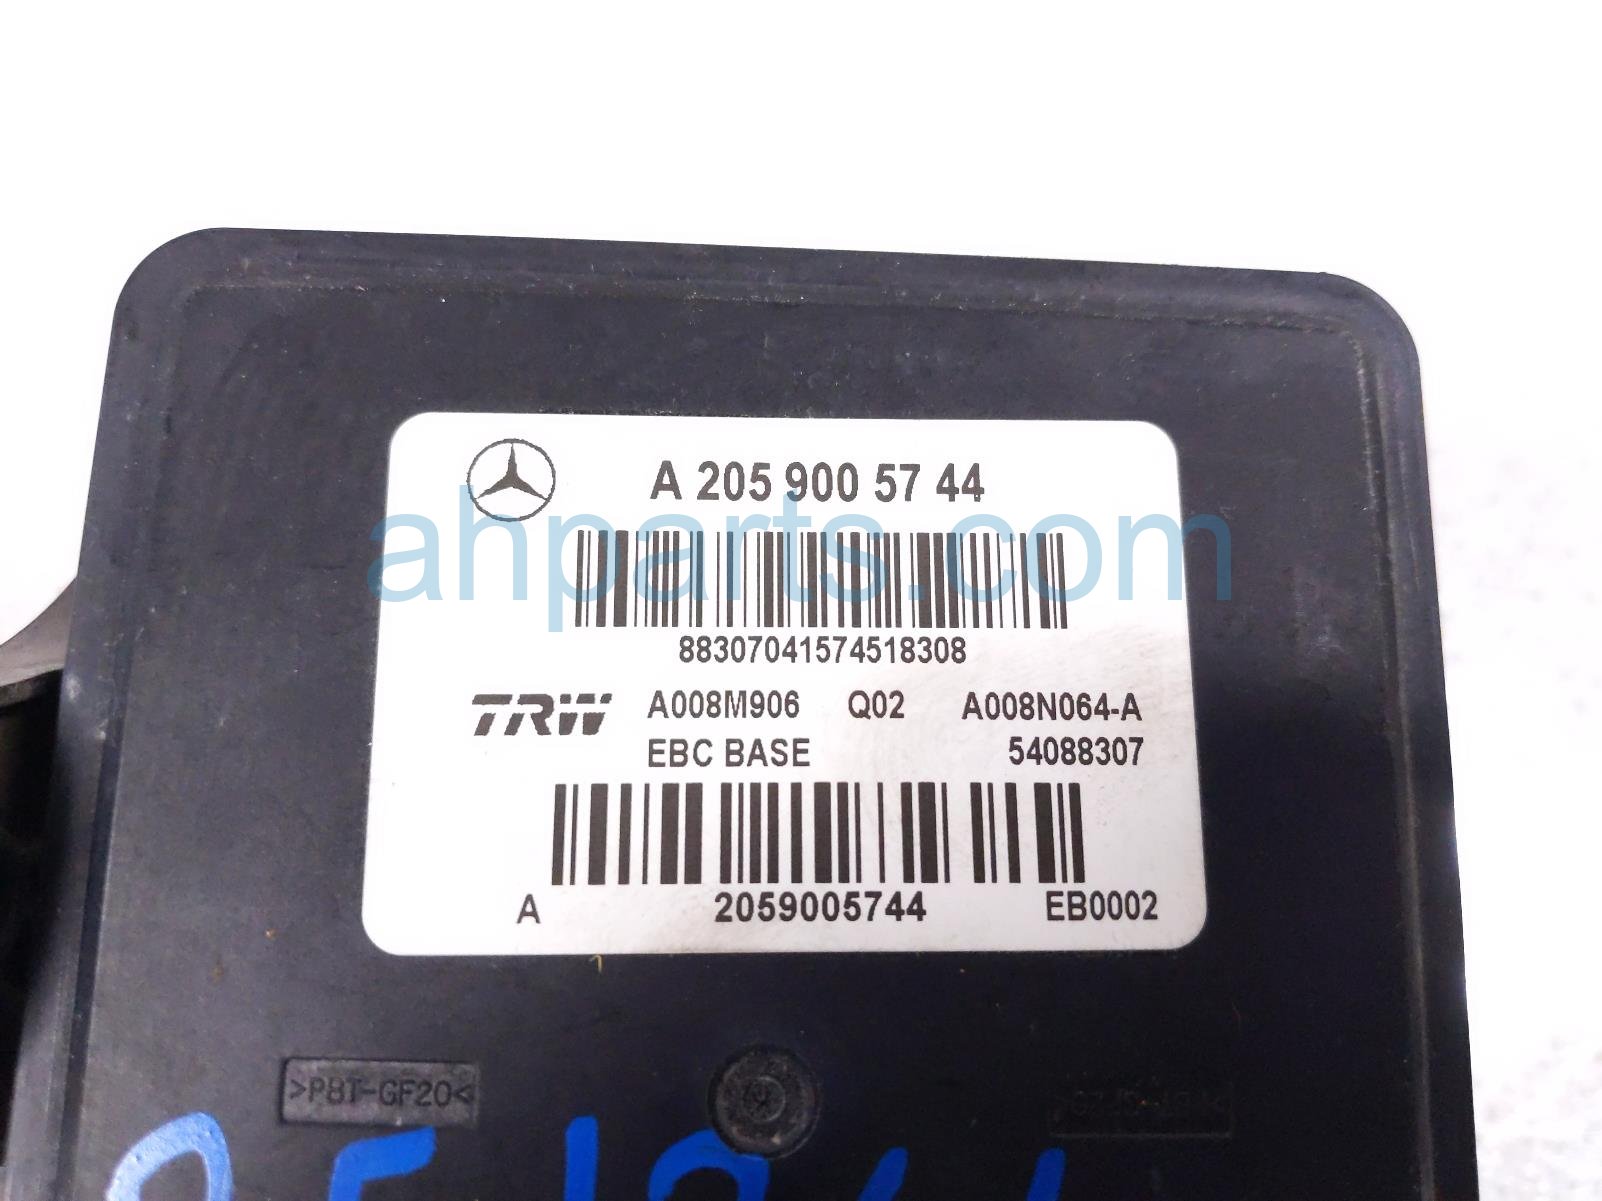 A 205 900 57 44
ahparts.com
88307041574518308
TRW A008M906 Q02 A008N064-A
EBC BASE 54088307
A 2059005744 EB0002
>PBT-GF20<